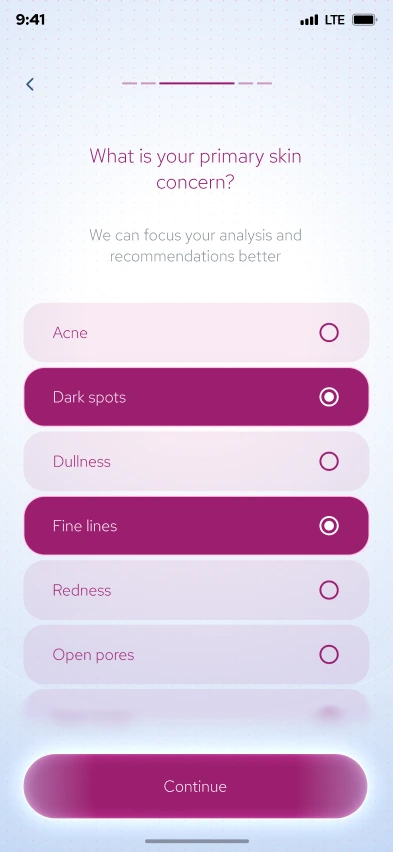 9:41
LTE
What is your primary skin
concern?
We can focus your analysis and
recommendations better
Acne
Dark spots
Dullness
Fine lines
Redness
Open pores
Continue